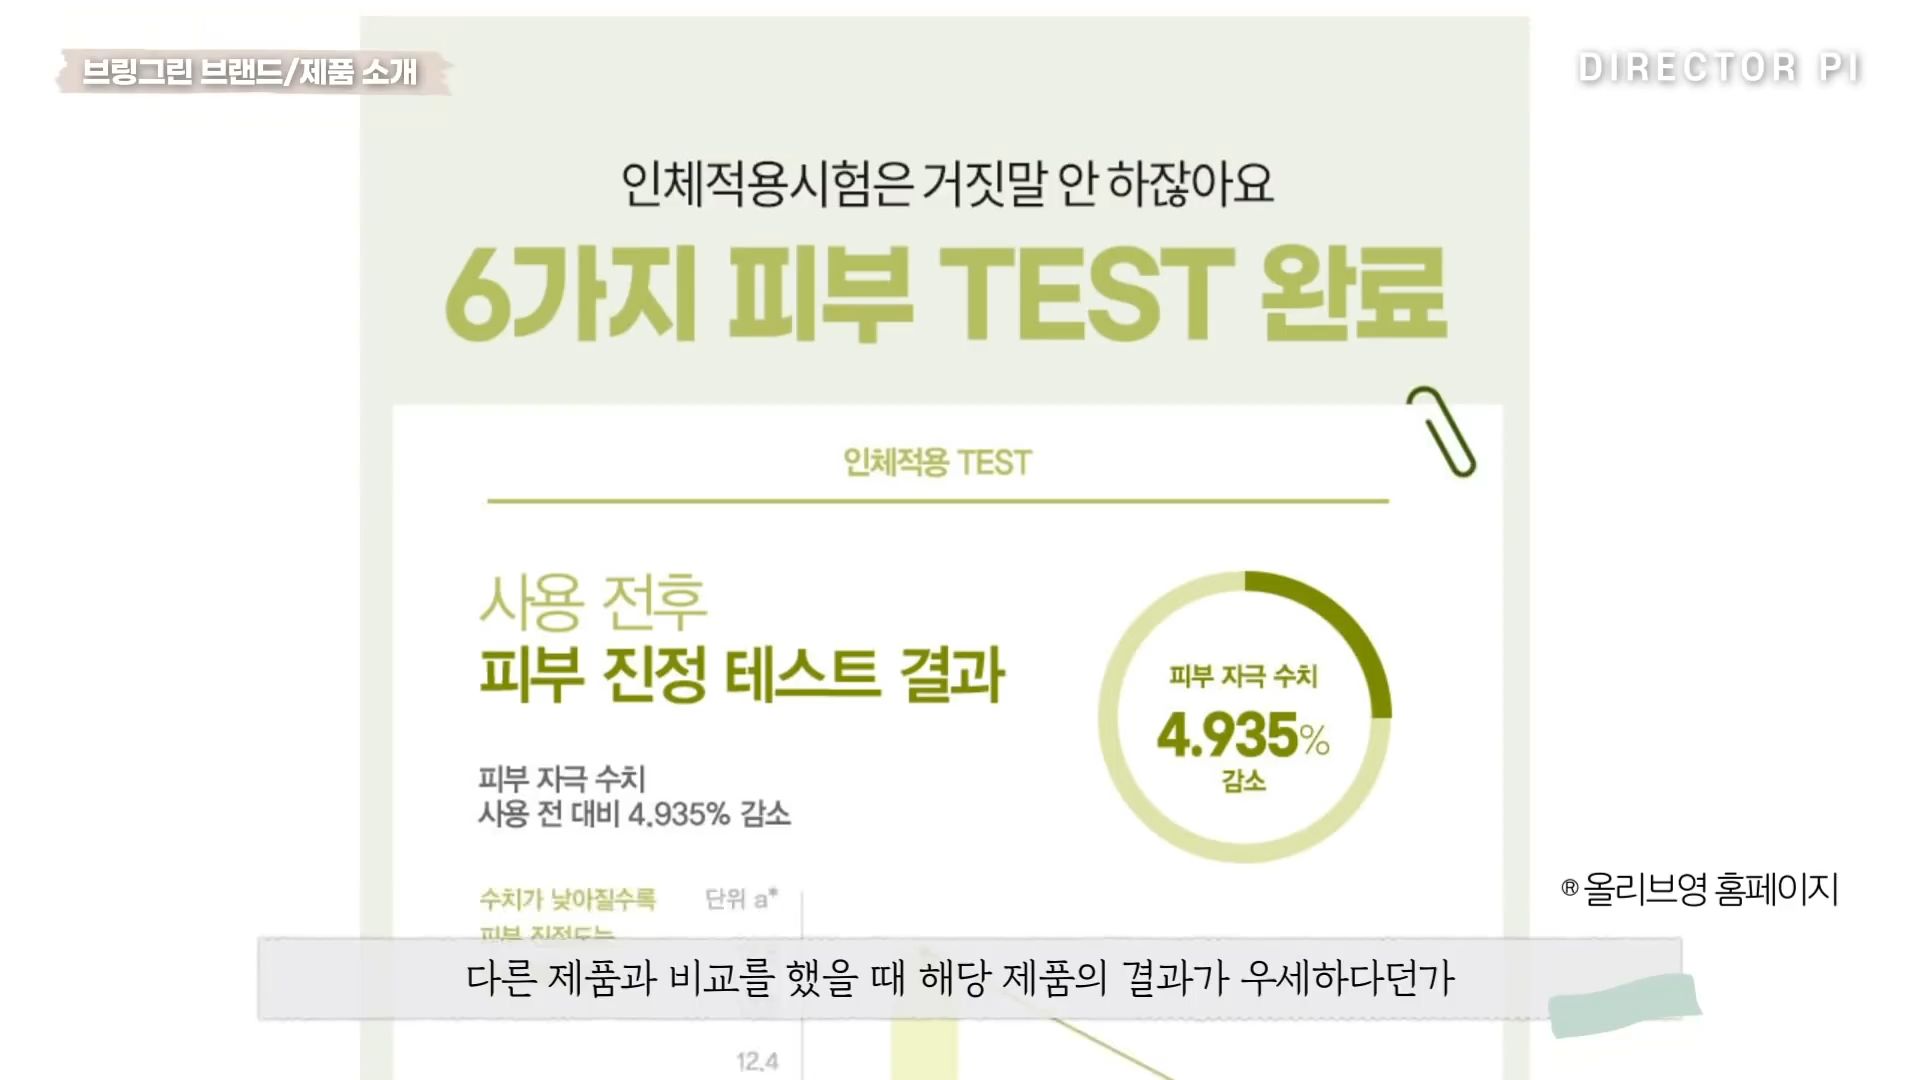 브링그린 브랜드/제품 소개
DIRECTOR PI
인체적용시험은 거짓말 안 하잖아요
6가지 피부 TEST 완료
인체적용 TEST
사용 전후
피부 진정 테스트 결과
피부 자극 수치
4.935%
감소
피부 자극 수치
사용 전 대비 4.935% 감소
수치가 낮아질수록
단위 a*
피부 진정도는
® 올리브영 홈페이지
다른 제품과 비교를 했을 때 해당 제품의 결과가 우세하다던가
12.4